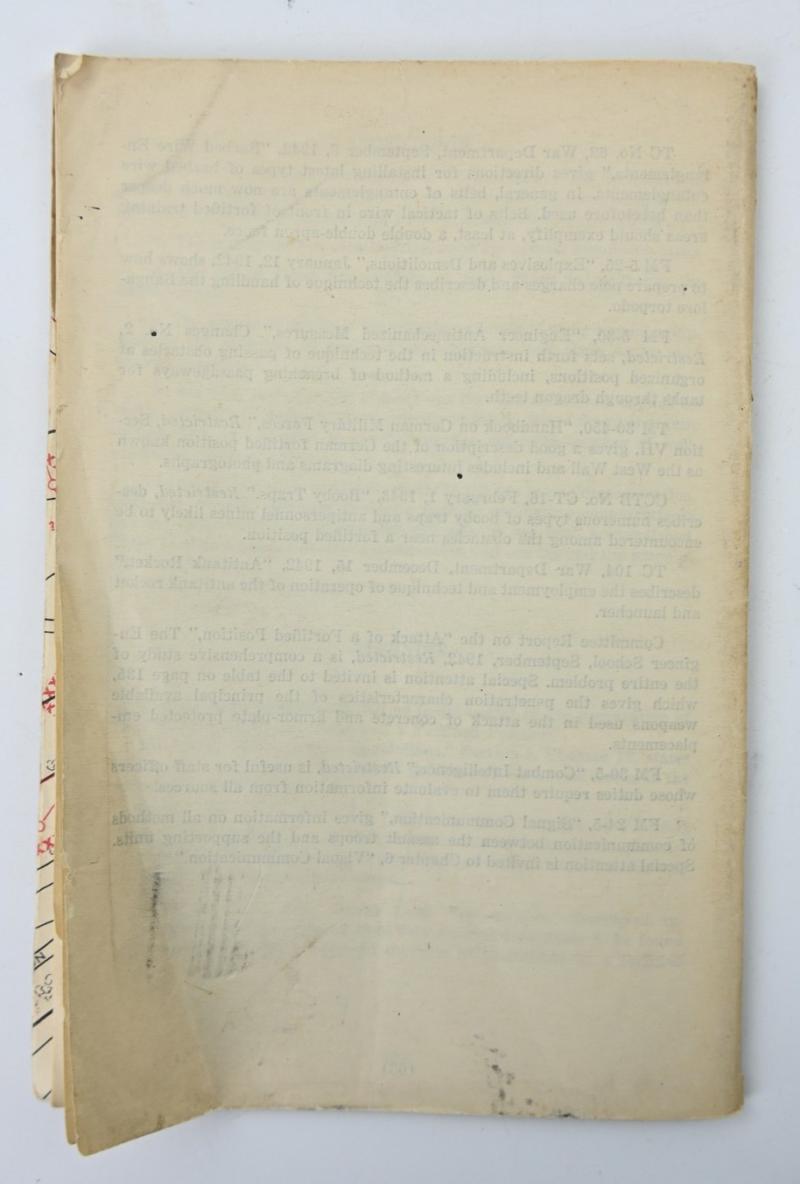 TC No. 62, War Department, September 7, 1942, "Barbed Wire En-
tanglements," gives directions for installing latest types of barbed wire
entanglements. In general, belts of entanglements are now much deeper
than heretofore used. Belts of tactical wire in front of fortified training
areas should exemplify, at least, a double double-apron fence.
FM 5-25, "Explosives and Demolitions," January 12, 1942, shows how
to prepare pole charges and describes the technique of handling the Banga-
lore torpedo.
FM 5-30, "Engineer Antimechanized Measures," Changes No. 2,
Restricted, sets forth instruction in the technique of passing obstacles at
organized positions, including a method of breaching passageways for
tanks through dragon teeth.
TM 30-450, "Handbook on German Military Forces," Restricted, Sec-
tion VII, gives a good description of the German fortified position known
as the West Wall and includes interesting diagrams and photographs.
CCTB No. GT-16, February 1, 1943, "Booby Traps," Restricted, des-
cribes numerous types of booby traps and antipersonnel mines likely to be
encountered among the obstacles near a fortified position.
TC 104, War Department, December 15, 1942, "Antitank Rocket,"
describes the employment and technique of operation of the antitank rocket
and launcher.
Committee Report on the "Attack of a Fortified Position," The En-
gineer School, September, 1942, Restricted, is a comprehensive study of
the entire problem. Special attention is invited to the table on page 135,
which gives the penetration characteristics of the principal available
weapons used in the attack of concrete and armor-plate protected em-
placements.
FM 30-5, "Combat Intelligence," Restricted, is useful for staff officers
whose duties require them to evaluate information from all sources.
FM 24-5, "Signal Communication," gives information on all methods
of communication between the assault troops and the supporting units.
Special attention is invited to Chapter 6, "Visual Communication."